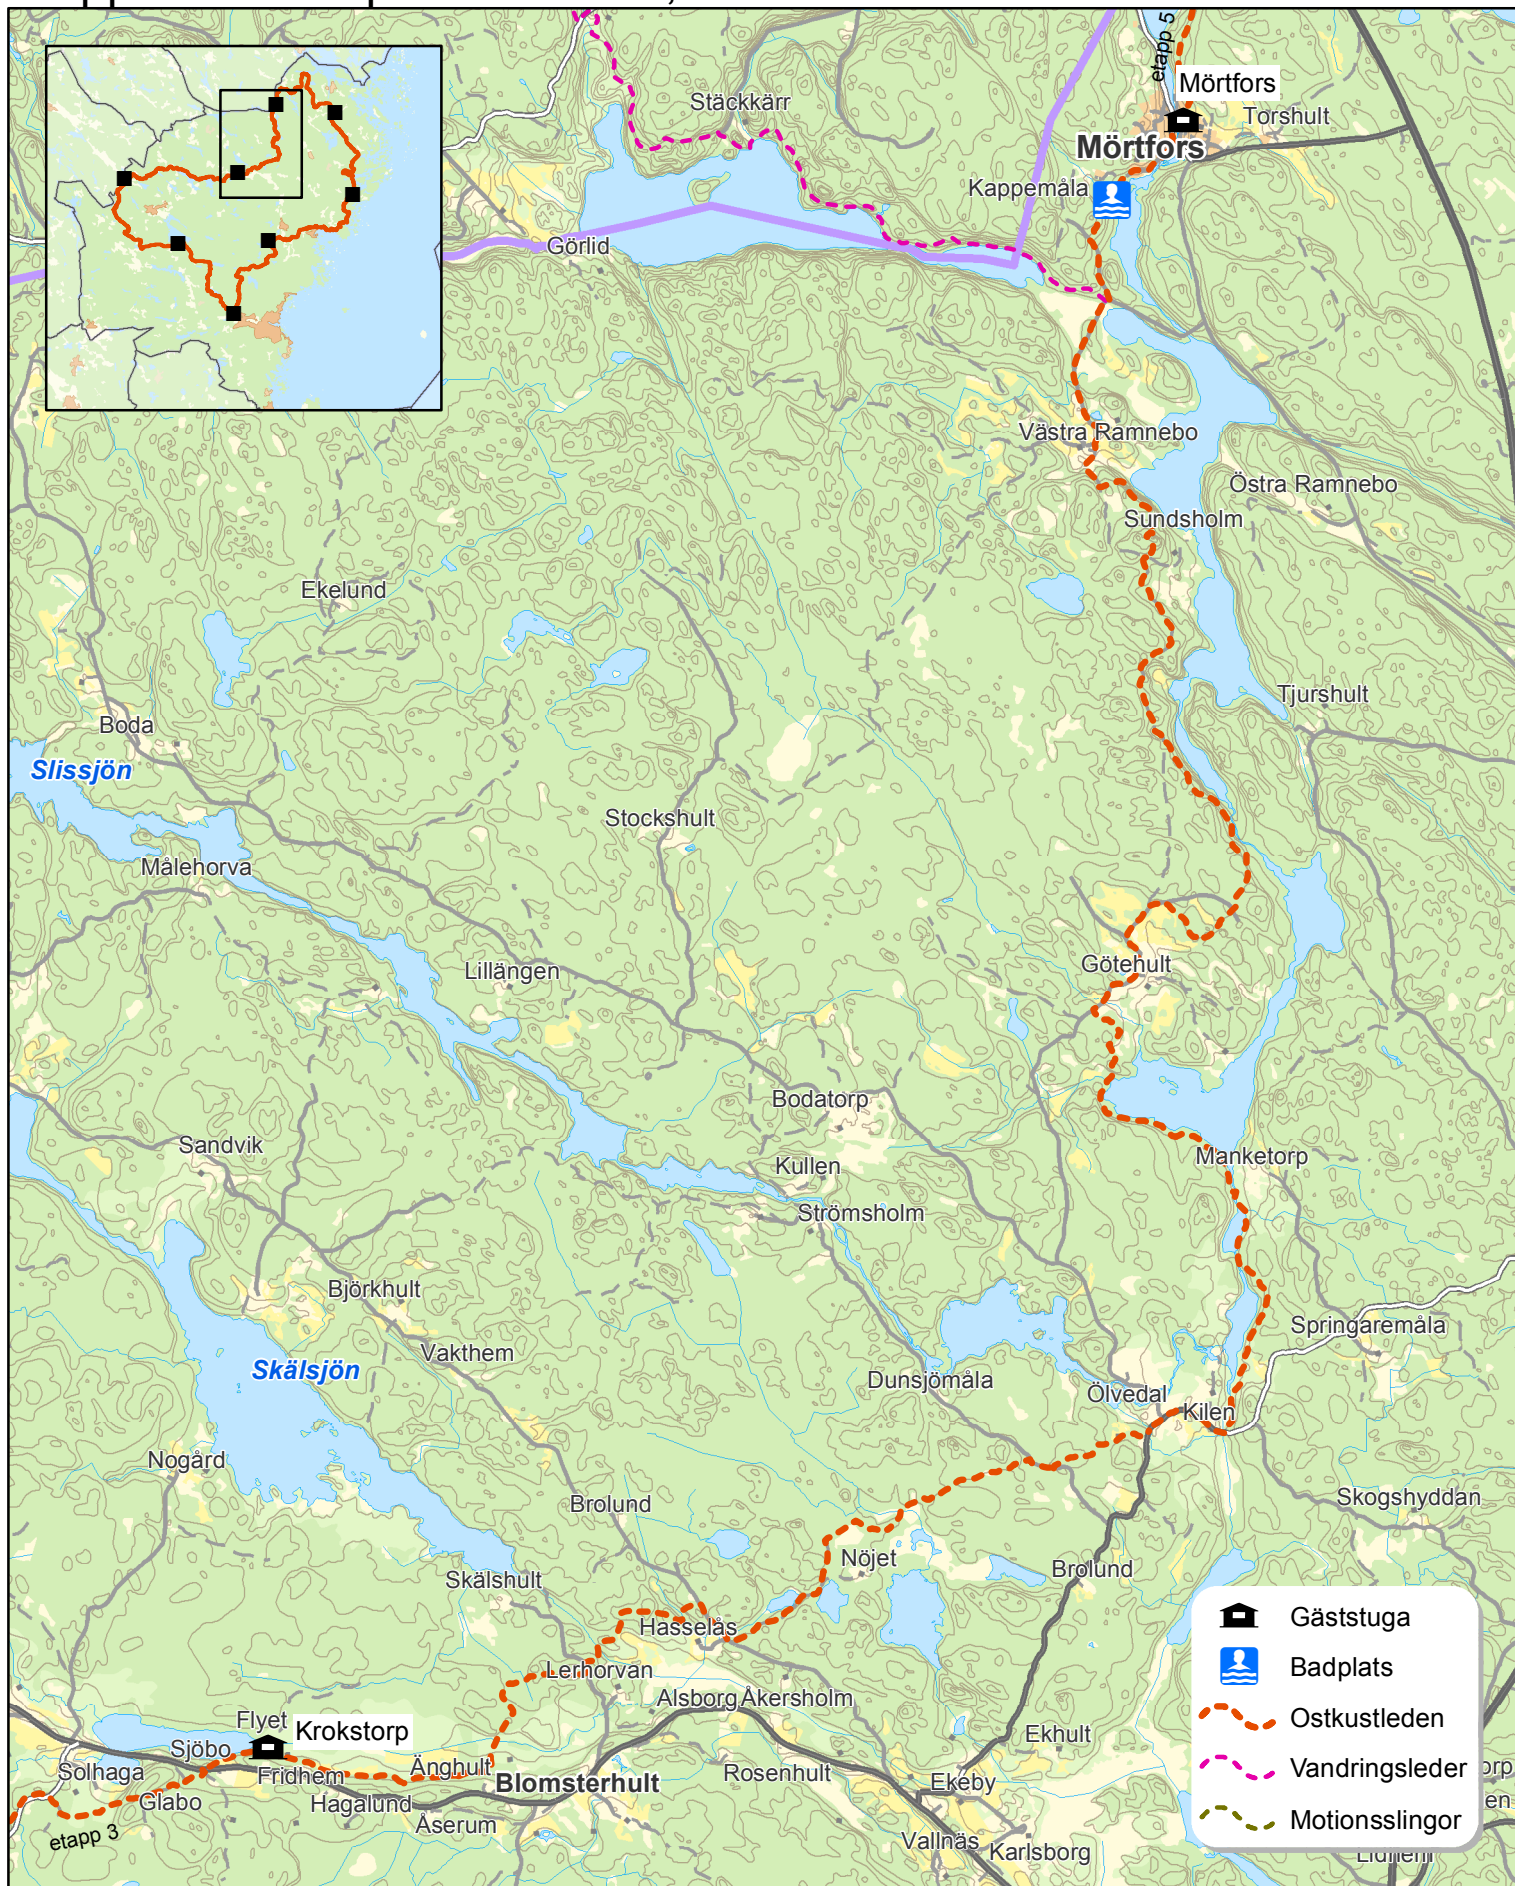 etapp 5
Mörtfors
Stäckkärr
Torshult
Mörtfors
Kappemåla
Görlid
Västra Ramnebo
Östra Ramnebo
Sundsholm
Ekelund
Tjurshult
Boda
Slissjön
Stockshult
Målehorva
Lillängen
Götehult
Bodatorp
Sandvik
Kullen
Manketorp
Strömsholm
Björkhult
Springaremåla
Vakthem
Skälsjön
Dunsjömåla
Ölvedal
Kilen
Nogård
Brolund
Skogshyddan
Nöjet
Brolund
Skälshult
Hasselås
Lerhorvan
Alsborg
Åkersholm
Flyet
Krokstorp
Ekhult
Sjöbo
Solhaga
Fridhem
Änghult
Blomsterhult
Rosenhult
Ekeby
Glabo
Hagalund
Åserum
etapp 3
Vallnäs
Karlsborg
Gäststuga
Badplats
Ostkustleden
Vandringsleder
Motionsslingor